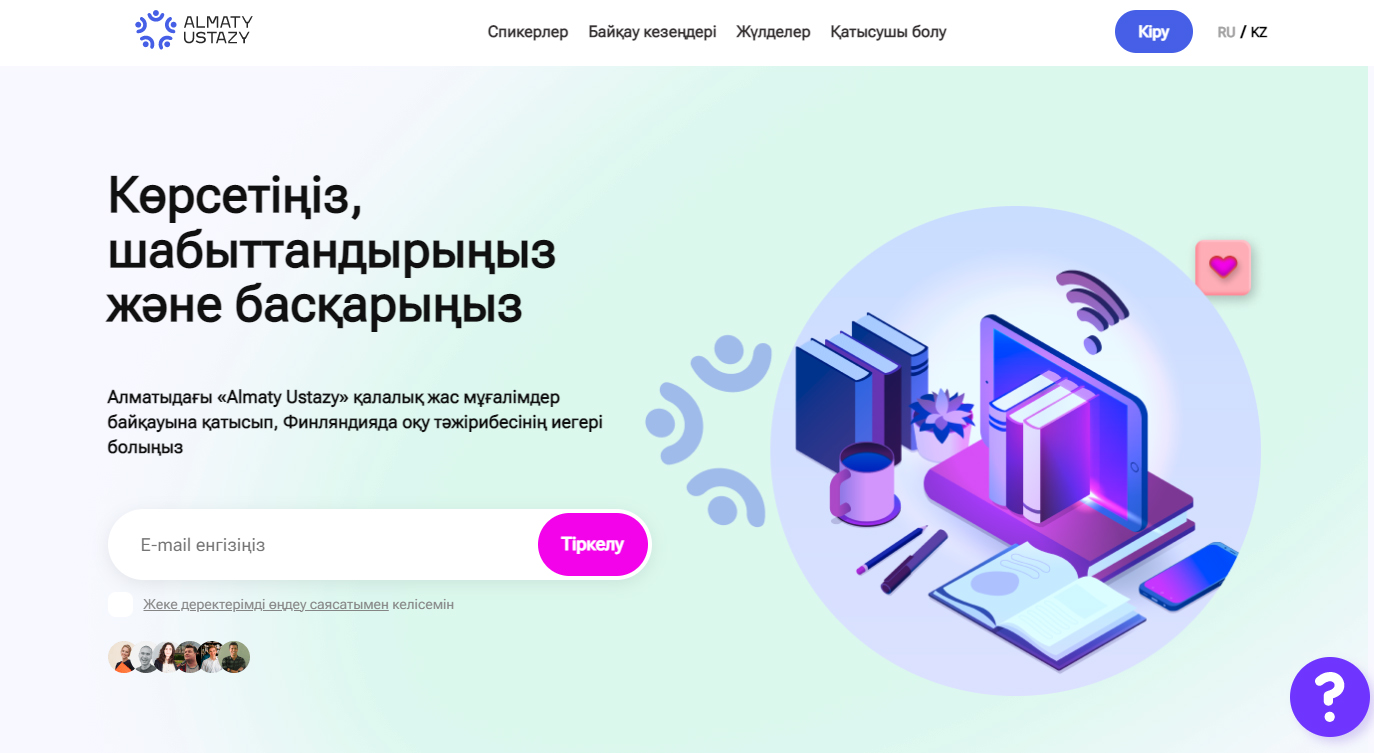 ALMATY
USTAZY
Спикерлер Байқау кезеңдері Жүлделер Қатысушы болу
Кіру
RU / KZ
Көрсетіңіз,
шабыттандырыңыз
және басқарыңыз
Алматыдағы «Almaty Ustazy» қалалық жас мұғалімдер
байқауына қатысып, Финляндияда оқу тәжірибесінің иегері
болыңыз
E-mail енгізіңіз
Тіркелу
Жеке деректерімді өңдеу саясатымен келісемін
?